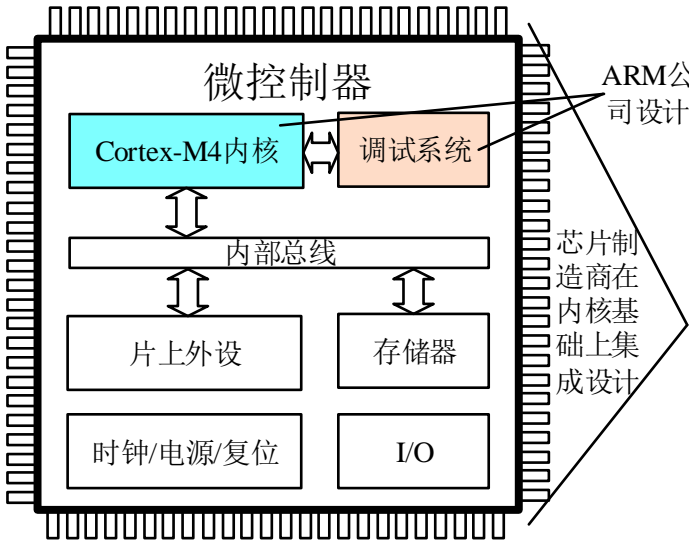 微控制器
ARM公
司设计
Cortex-M4内核
调试系统
内部总线
芯片制
造商在
内核基
础上集
成设计
片上外设
存储器
时钟/电源/复位
I/O